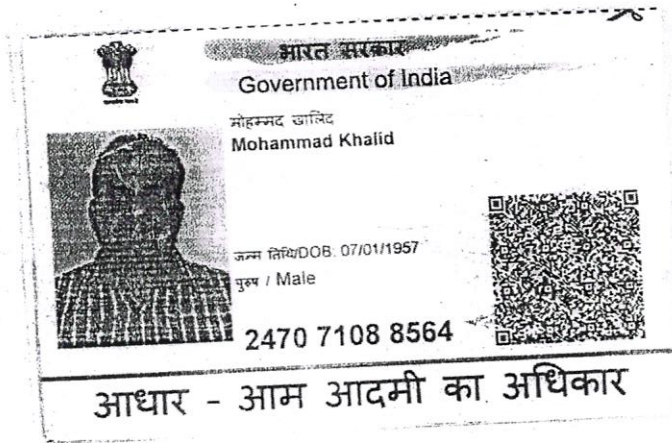 भारत सरकार
Government of India
मोहम्मद खालिद
Mohammad Khalid
जन्म तिथि/DOB: 07/01/1957
पुरुष / Male
2470 7108 8564
आधार - आम आदमी का अधिकार